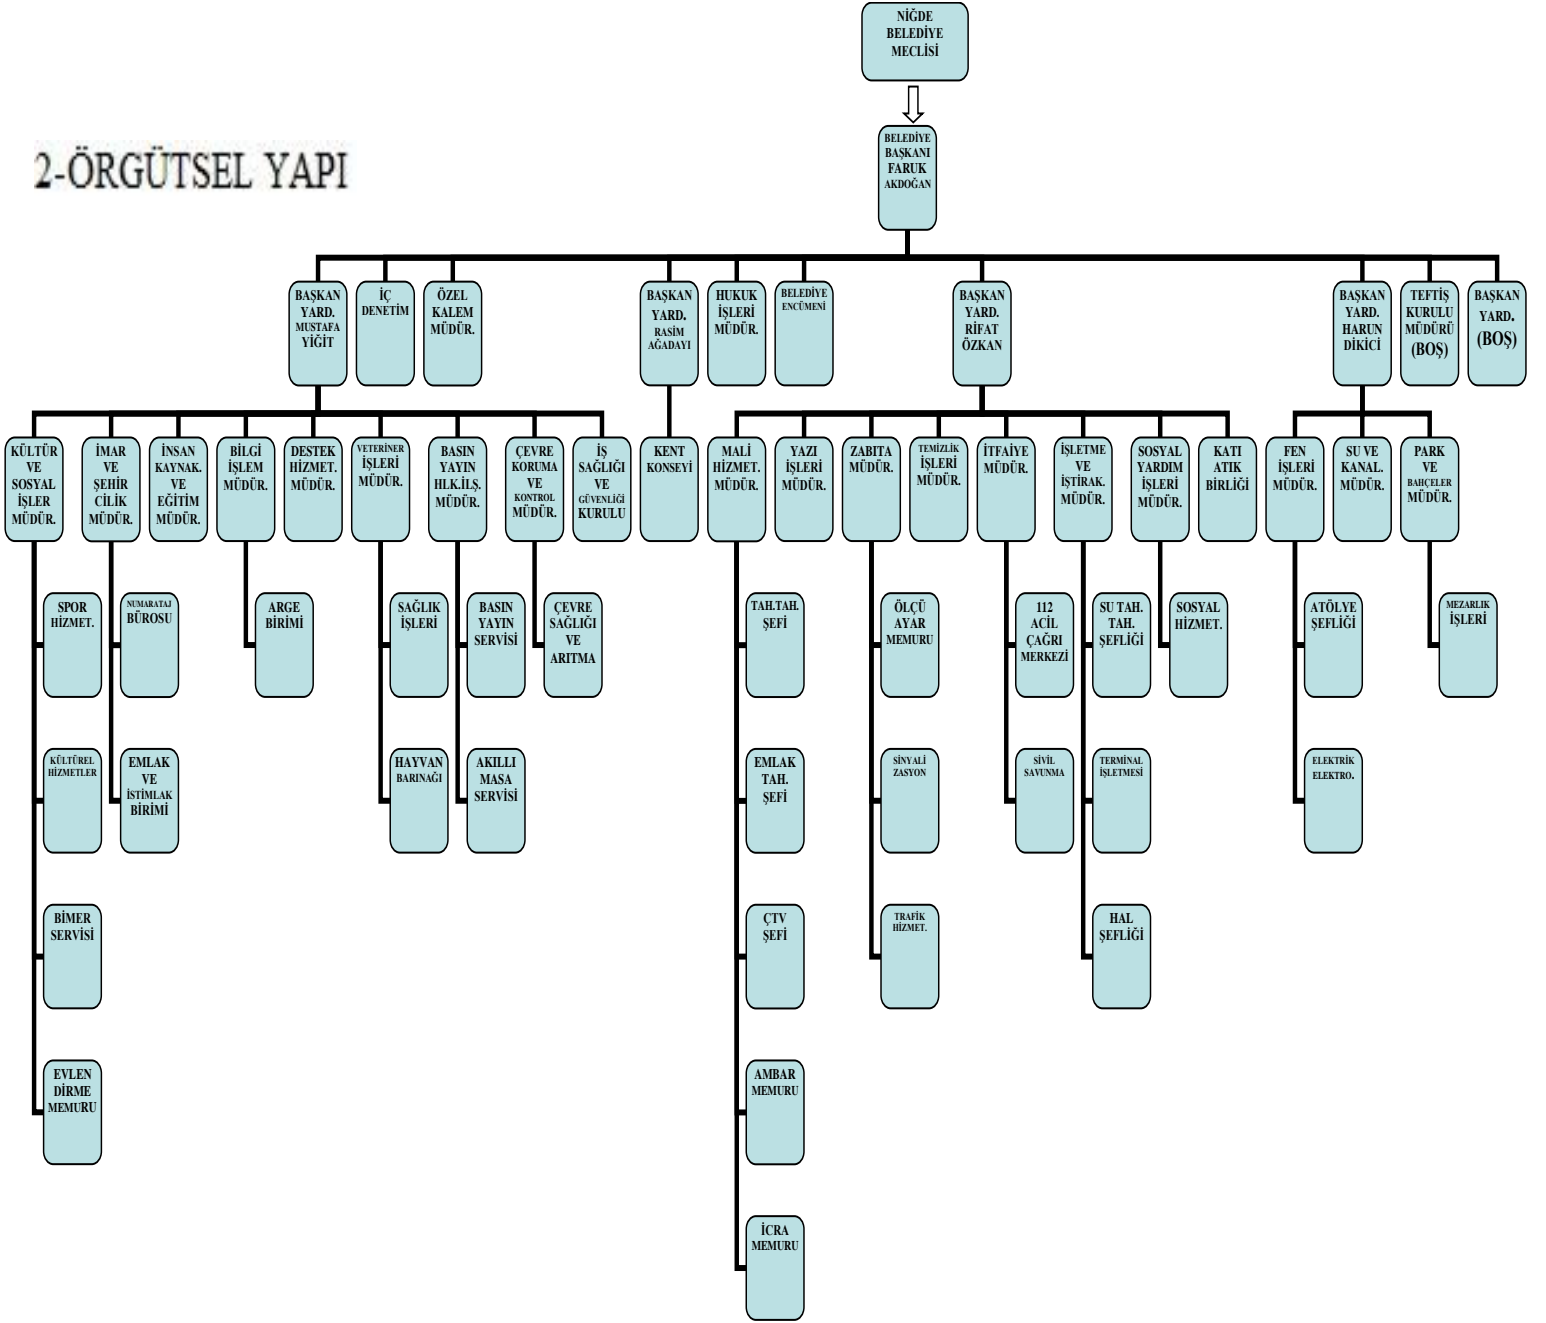 NİĞDE
BELEDİYE
MECLİSİ
BELEDİYE
BAŞKANI
FARUK
AKDOĞAN
2-ÖRGÜTSEL YAPI
BAŞKAN
YARD.
MUSTAFA
YİĞİT
İÇ
DENETİM
ÖZEL
KALEM
MÜDÜR.
BAŞKAN
YARD.
RASİM
AĞADAYI
HUKUK
İŞLERİ
MÜDÜR.
BELEDİYE
ENCÜMENİ
BAŞKAN
YARD.
RİFAT
ÖZKAN
BAŞKAN
YARD.
HARUN
DİKİCİ
TEFTİŞ
KURULU
MÜDÜRÜ
(BOŞ)
BAŞKAN
YARD.
(BOŞ)
KÜLTÜR
VE
SOSYAL
İŞLER
MÜDÜR.
İMAR
VE
ŞEHİR
CİLİK
MÜDÜR.
İNSAN
KAYNAK.
VE
EĞİTİM
MÜDÜR.
BİLGİ
İŞLEM
MÜDÜR.
DESTEK
HİZMET.
MÜDÜR.
VETERİNER
İŞLERİ
MÜDÜR.
BASIN
YAYIN
HLK.İLŞ.
MÜDÜR.
ÇEVRE
KORUMA
VE
KONTROL
MÜDÜR.
İŞ
SAĞLIĞI
VE
GÜVENLİĞİ
KURULU
KENT
KONSEYİ
MALİ
HİZMET.
MÜDÜR.
YAZI
İŞLERİ
MÜDÜR.
ZABITA
MÜDÜR.
TEMİZLİK
İŞLERİ
MÜDÜR.
İTFAİYE
MÜDÜR.
İŞLETME
VE
İŞTİRAK.
MÜDÜR.
SOSYAL
YARDIM
İŞLERİ
MÜDÜR.
KATI
ATIK
BİRLİĞİ
FEN
İŞLERİ
MÜDÜR.
SU VE
KANAL.
MÜDÜR.
PARK
VE
BAHÇELER
MÜDÜR.
SPOR
HİZMET.
NUMARATAJ
BÜROSU
ARGE
BİRİMİ
SAĞLIK
İŞLERİ
BASIN
YAYIN
SERVİSİ
ÇEVRE
SAĞLIĞI
VE
ARITMA
TAH.TAH.
ŞEFİ
ÖLÇÜ
AYAR
MEMURU
112
ACİL
ÇAĞRI
MERKEZİ
SU TAH.
TAH.
ŞEFLİĞİ
SOSYAL
HİZMET.
ATÖLYE
ŞEFLİĞİ
MEZARLIK
İŞLERİ
KÜLTÜREL
HİZMETLER
EMLAK
VE
İSTİMLAK
BİRİMİ
HAYVAN
BARINAĞI
AKILLI
MASA
SERVİSİ
EMLAK
TAH.
ŞEFİ
SİNYALİ
ZASYON
SİVİL
SAVUNMA
TERMİNAL
İŞLETMESİ
ELEKTRİK
ELEKTRO.
BİMER
SERVİSİ
ÇTV
ŞEFİ
TRAFİK
HİZMET.
HAL
ŞEFLİĞİ
EVLEN
DİRME
MEMURU
AMBAR
MEMURU
İCRA
MEMURU